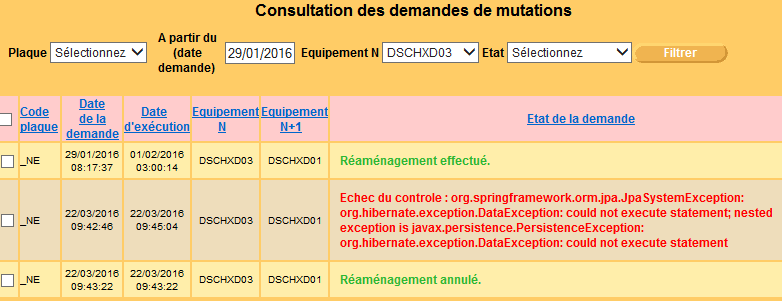 Consultation des demandes de mutations
Plaque Sélectionnez A partir du (date demande) 29/01/2016 Equipement N DSCHXD03 Etat Sélectionnez Filtrer
Code plaque Date de la demande Date d'exécution Equipement N Equipement N+1 Etat de la demande
_NE 29/01/2016 08:17:37 01/02/2016 03:00:14 DSCHXD03 DSCHXD01 Réaménagement effectué.
_NE 22/03/2016 09:42:46 22/03/2016 09:45:04 DSCHXD03 DSCHXD01 Echec du controle : org.springframework.orm.jpa.JpaSystemException:
org.hibernate.exception.DataException: could not execute statement; nested
exception is javax.persistence.PersistenceException:
org.hibernate.exception.DataException: could not execute statement
_NE 22/03/2016 09:43:22 22/03/2016 09:43:22 DSCHXD03 DSCHXD01 Réaménagement annulé.